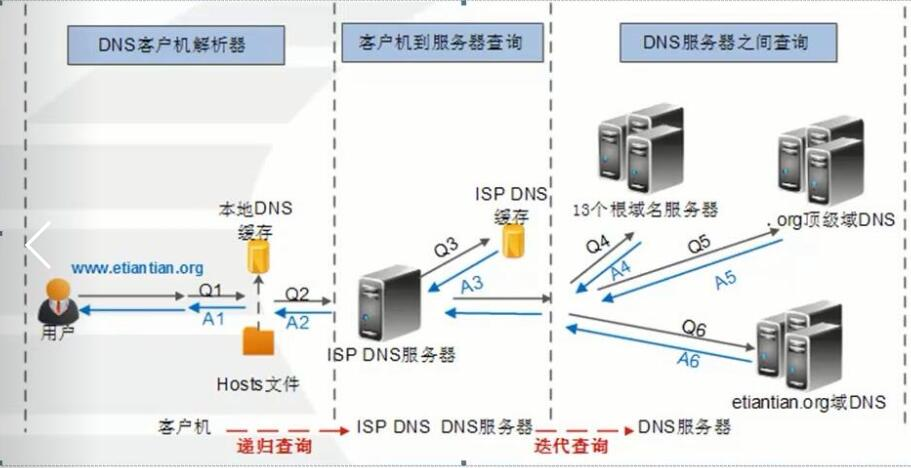 DNS客户机解析器
客户机到服务器查询
DNS服务器之间查询
本地DNS
缓存
ISP DNS
缓存
13个根域名服务器
.org顶级域DNS
www.etiantian.org
Q1
A1
Q2
A2
Q3
A3
Q4
A4
Q5
A5
Q6
A6
用户
ISP DNS服务器
Hosts文件
etiantian.org域DNS
客户机
递归查询
ISP DNS DNS服务器
迭代查询
DNS服务器